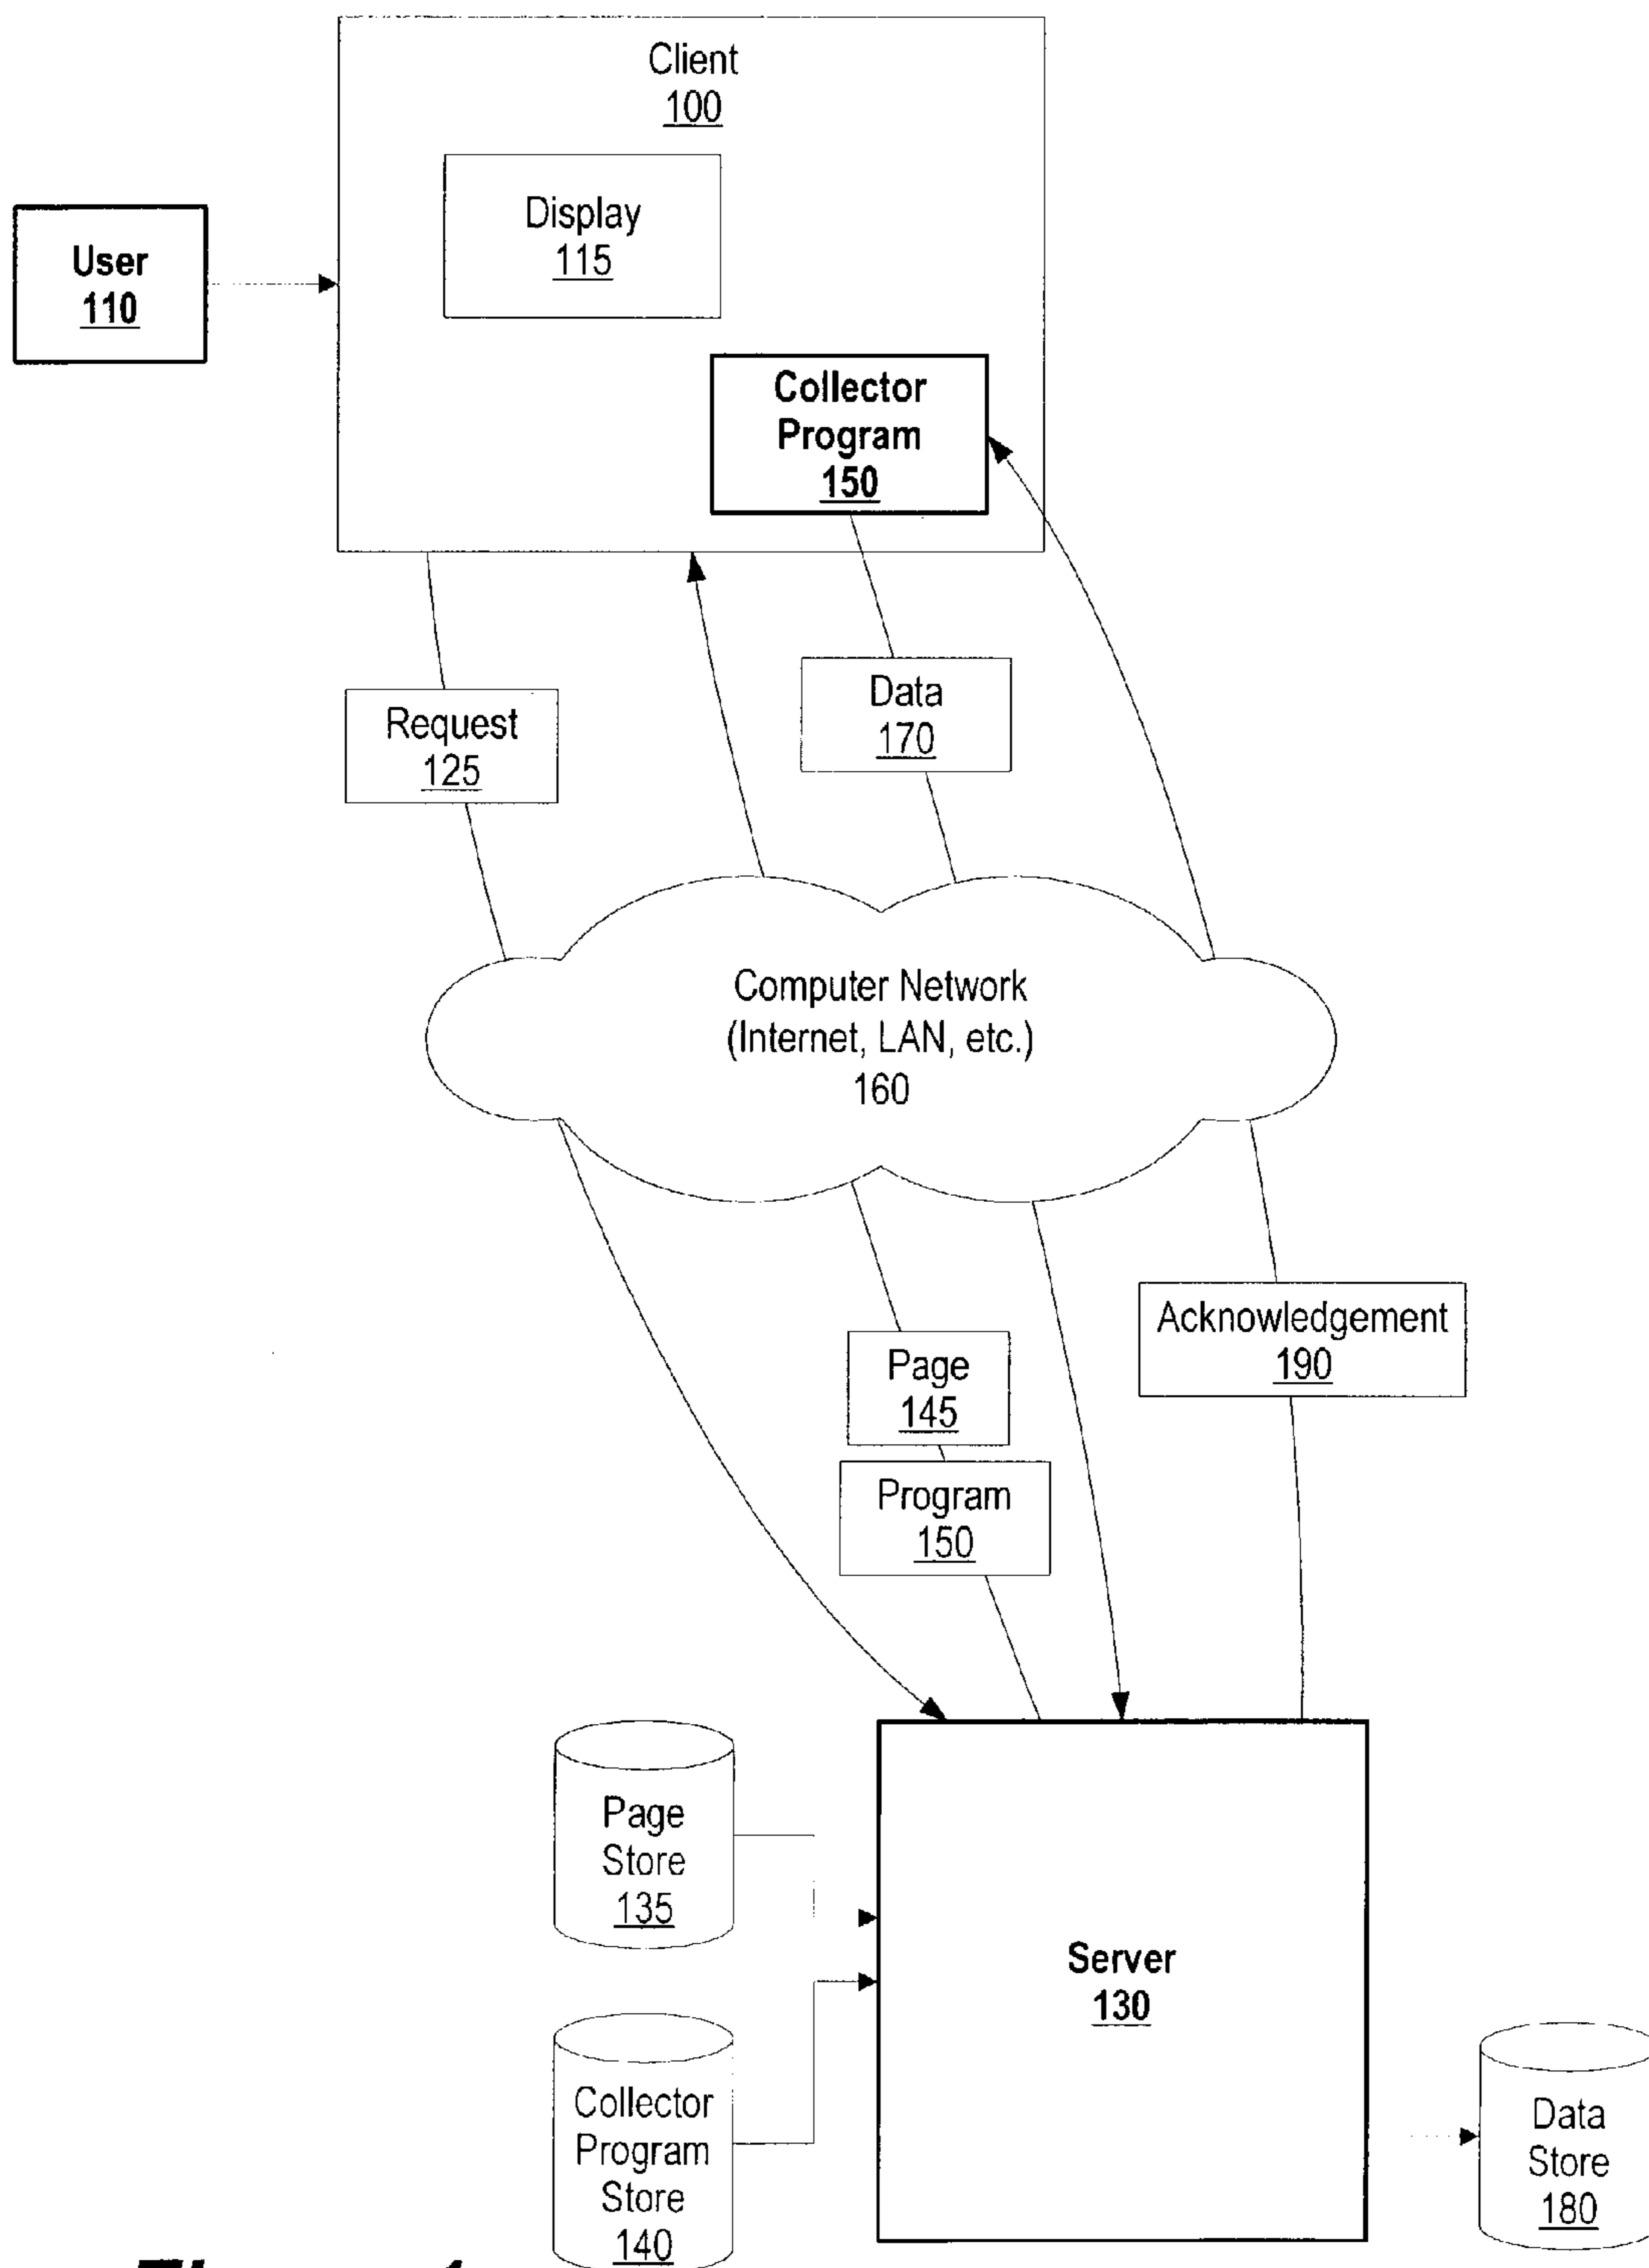 Client
100
Display
115
User
110
Collector
Program
150
Data
170
Request
125
Computer Network
(Internet, LAN, etc.)
160
Acknowledgement
190
Page
145
Program
150
Page
Store
135
Server
130
Collector
Program
Store
140
Data
Store
180